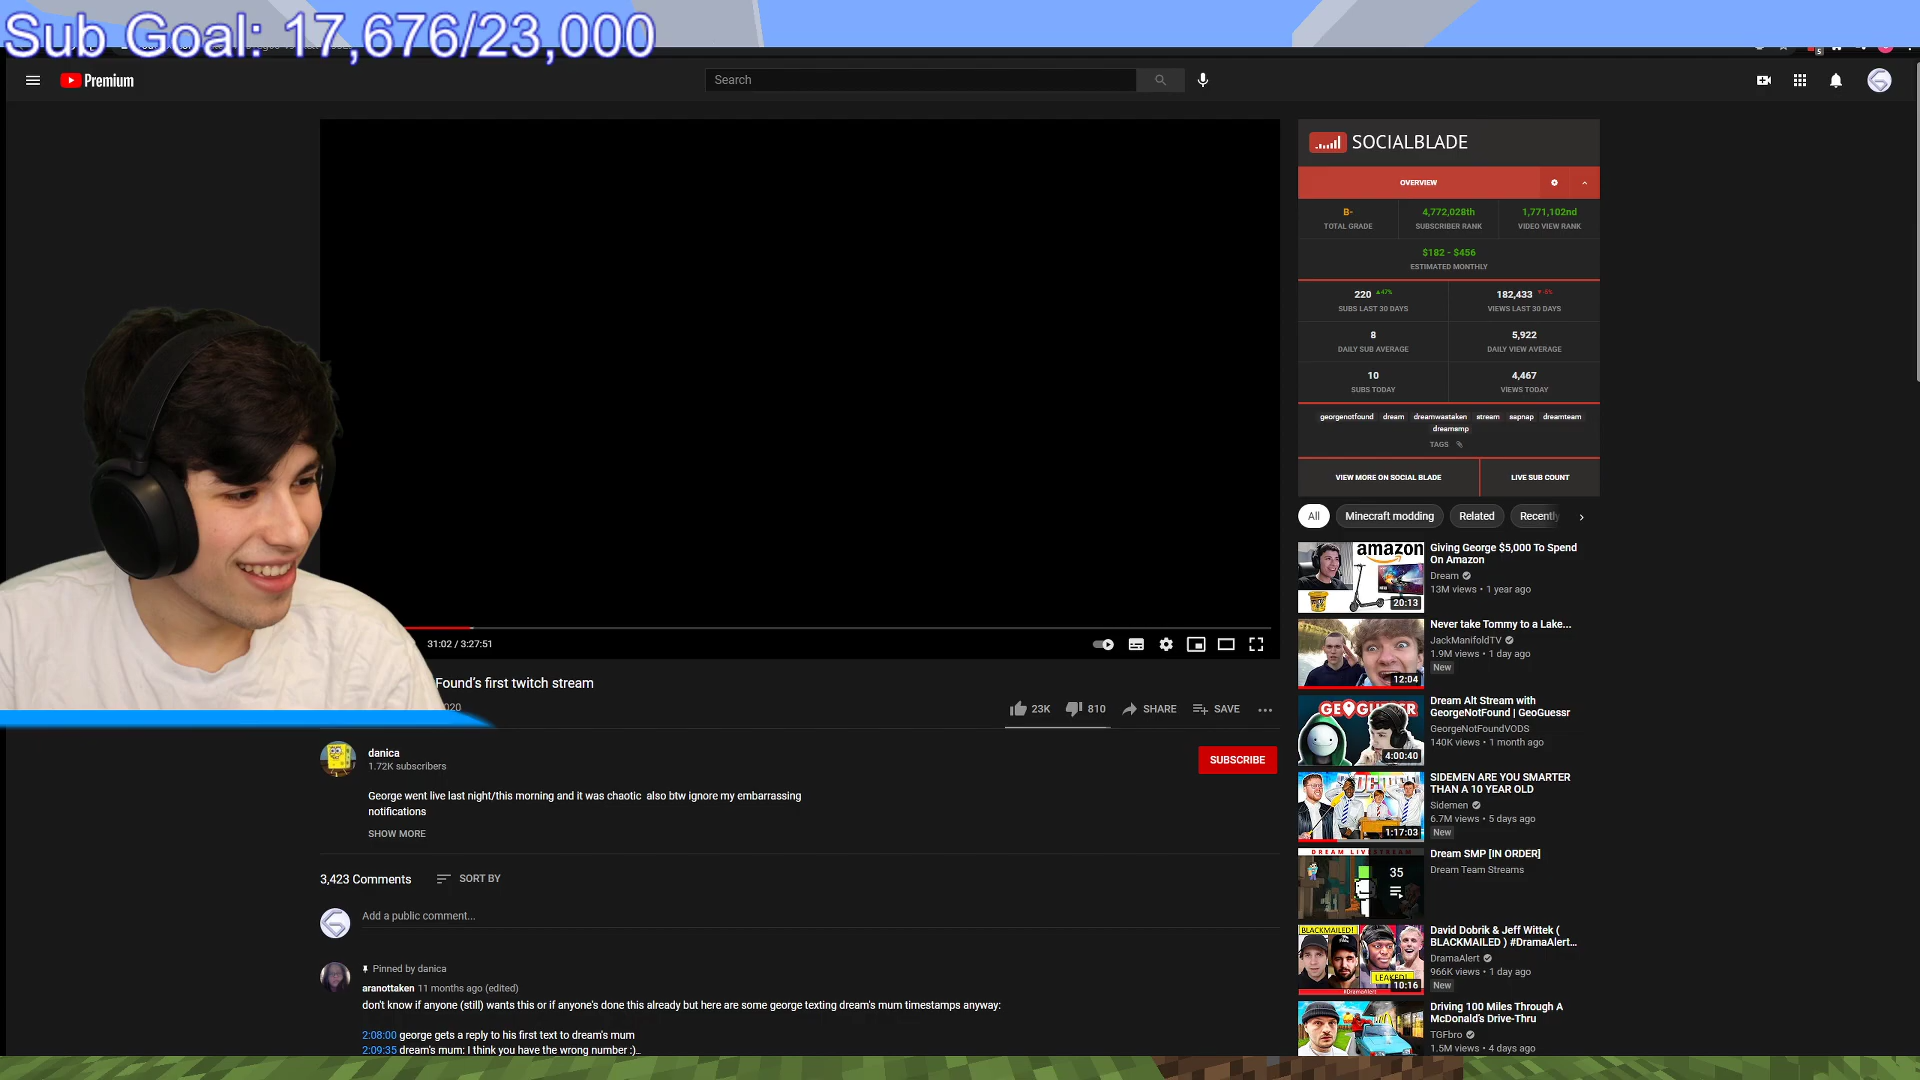 Sub Goal: 17,676/23,000
Premium
Search
SOCIALBLADE
OVERVIEW
B-
TOTAL GRADE
4,772,028th
SUBSCRIBER RANK
1,771,102nd
VIDEO VIEW RANK
$182 - $456
ESTIMATED MONTHLY
220 ▲47%
SUBS LAST 30 DAYS
182,433
VIEWS LAST 30 DAYS
8
DAILY SUB AVERAGE
5,922
DAILY VIEW AVERAGE
10
SUBS TODAY
4,467
VIEWS TODAY
georgenotfound dream dreamwastaken stream sapnap dreamteam
dreamsmp
TAGS
VIEW MORE ON SOCIAL BLADE
LIVE SUB COUNT
All
Minecraft modding
Related
Recently
31:02 / 3:27:51
Found's first twitch stream
020
23K
810
SHARE
SAVE
danica
1.72K subscribers
SUBSCRIBE
George went live last night/this morning and it was chaotic also btw ignore my embarrassing
notifications
SHOW MORE
3,423 Comments
SORT BY
Add a public comment...
Pinned by danica
aranottaken 11 months ago (edited)
don't know if anyone (still) wants this or if anyone's done this already but here are some george texting dream's mum timestamps anyway:
2:08:00 george gets a reply to his first text to dream's mum
2:09:35 dream's mum: I think you have the wrong number :)
amazon
20:13
Giving George $5,000 To Spend
On Amazon
Dream
13M views • 1 year ago
12:04
Never take Tommy to a Lake...
JackManifoldTV
1.9M views • 1 day ago
New
GEOGUESSR
4:00:40
Dream Alt Stream with
GeorgeNotFound | GeoGuessr
GeorgeNotFoundVODS
140K views • 1 month ago
1:17:03
SIDEMEN ARE YOU SMARTER
THAN A 10 YEAR OLD
Sidemen
6.7M views • 5 days ago
New
35
Dream SMP [IN ORDER]
Dream Team Streams
BLACKMAILED!
LEAKED!
#DramaAlert
10:16
David Dobrik & Jeff Wittek (
BLACKMAILED ) #DramaAlert...
DramaAlert
966K views • 1 day ago
New
Driving 100 Miles Through A
McDonald's Drive-Thru
TGFbro
1.5M views • 4 days ago